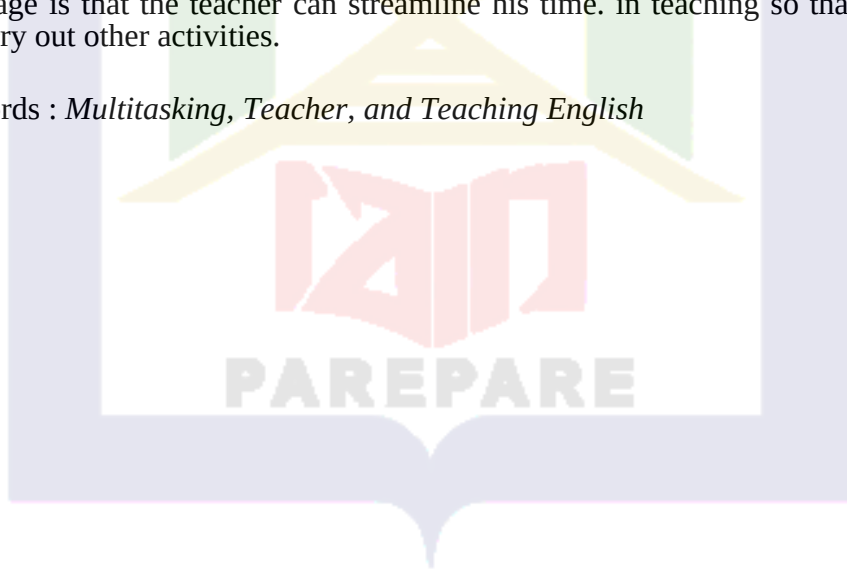 age is that the teacher can streamline his time. in teaching so tha
ry out other activities.
rds : Multitasking, Teacher, and Teaching English
PAREPARE